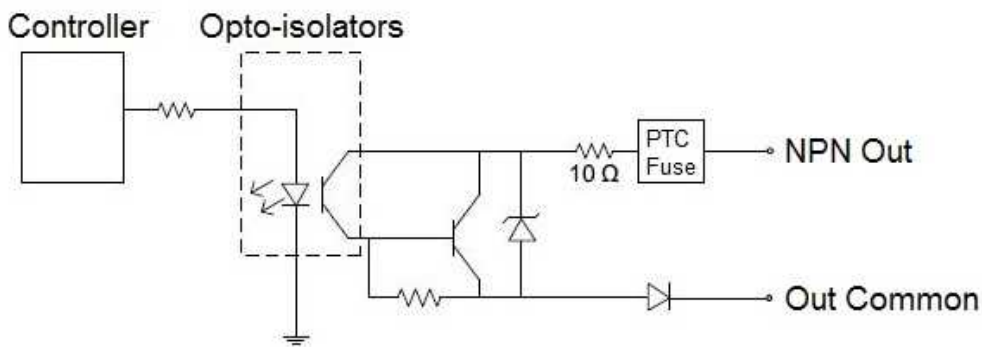 Controller
Opto-isolators
10 Ω
PTC
Fuse
NPN Out
Out Common